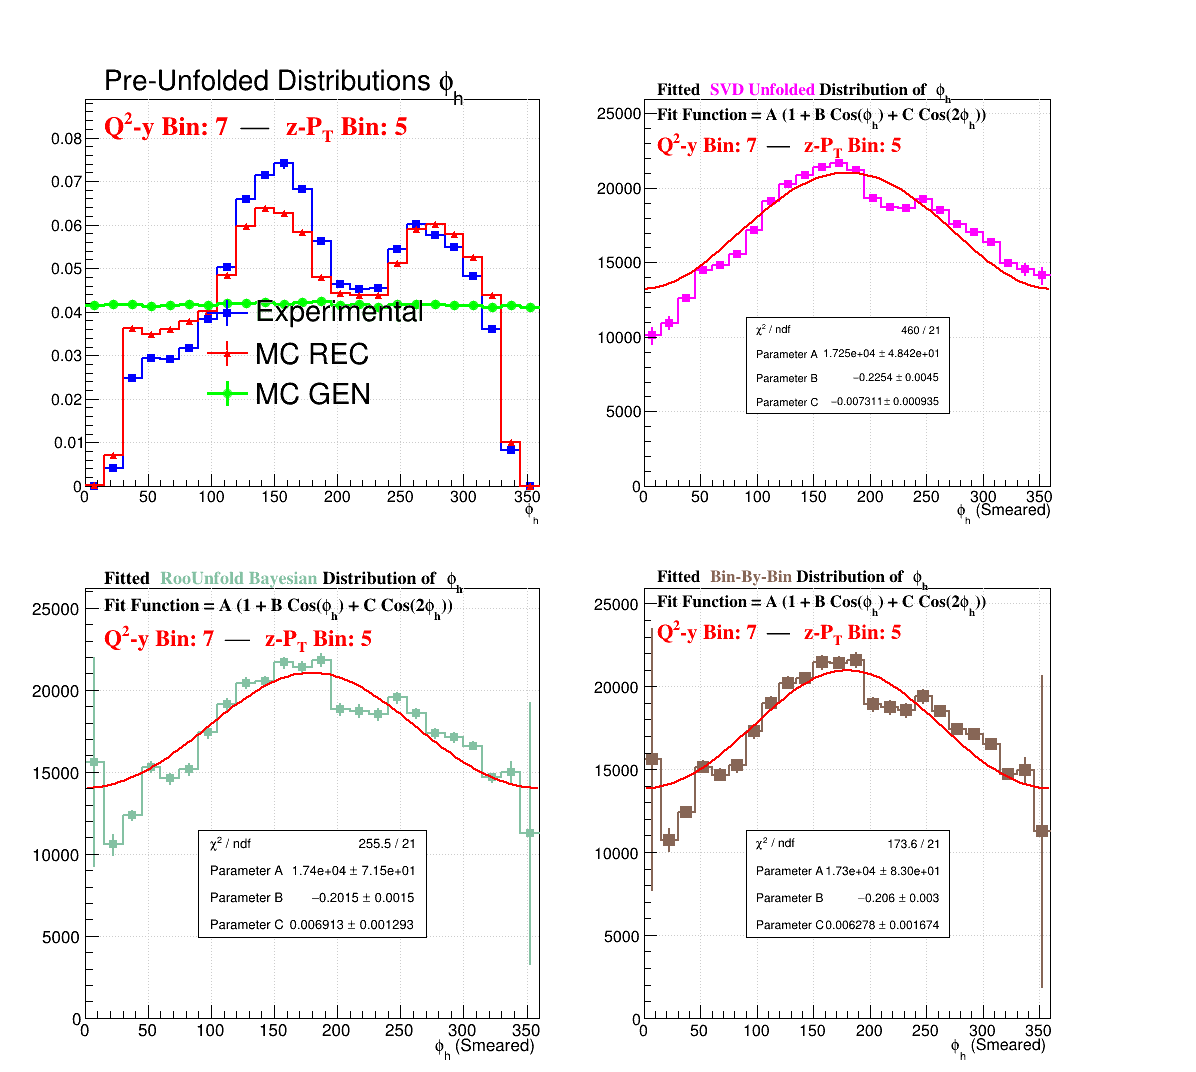 Pre-Unfolded Distributions ϕh
Q2-y Bin: 7 — z-PT Bin: 5
0.08
0.07
0.06
0.05
0.04
0.03
0.02
0.01
0
Experimental
MC REC
MC GEN
0 50 100 150 200 250 300 350
ϕh
Fitted SVD Unfolded Distribution of ϕh
Fit Function = A (1 + B Cos(ϕh) + C Cos(2ϕh))
Q2-y Bin: 7 — z-PT Bin: 5
25000
20000
15000
10000
5000
0
χ2 / ndf 460 / 21
Parameter A 1.725e+04 ± 4.842e+01
Parameter B −0.2254 ± 0.0045
Parameter C −0.007311 ± 0.000935
0 50 100 150 200 250 300 350
ϕh (Smeared)
Fitted RooUnfold Bayesian Distribution of ϕh
Fit Function = A (1 + B Cos(ϕh) + C Cos(2ϕh))
Q2-y Bin: 7 — z-PT Bin: 5
25000
20000
15000
10000
5000
0
χ2 / ndf 255.5 / 21
Parameter A 1.74e+04 ± 7.15e+01
Parameter B −0.2015 ± 0.0015
Parameter C 0.006913 ± 0.001293
0 50 100 150 200 250 300 350
ϕh (Smeared)
Fitted Bin-By-Bin Distribution of ϕh
Fit Function = A (1 + B Cos(ϕh) + C Cos(2ϕh))
Q2-y Bin: 7 — z-PT Bin: 5
25000
20000
15000
10000
5000
0
χ2 / ndf 173.6 / 21
Parameter A 1.73e+04 ± 8.30e+01
Parameter B −0.206 ± 0.003
Parameter C 0.006278 ± 0.001674
0 50 100 150 200 250 300 350
ϕh (Smeared)